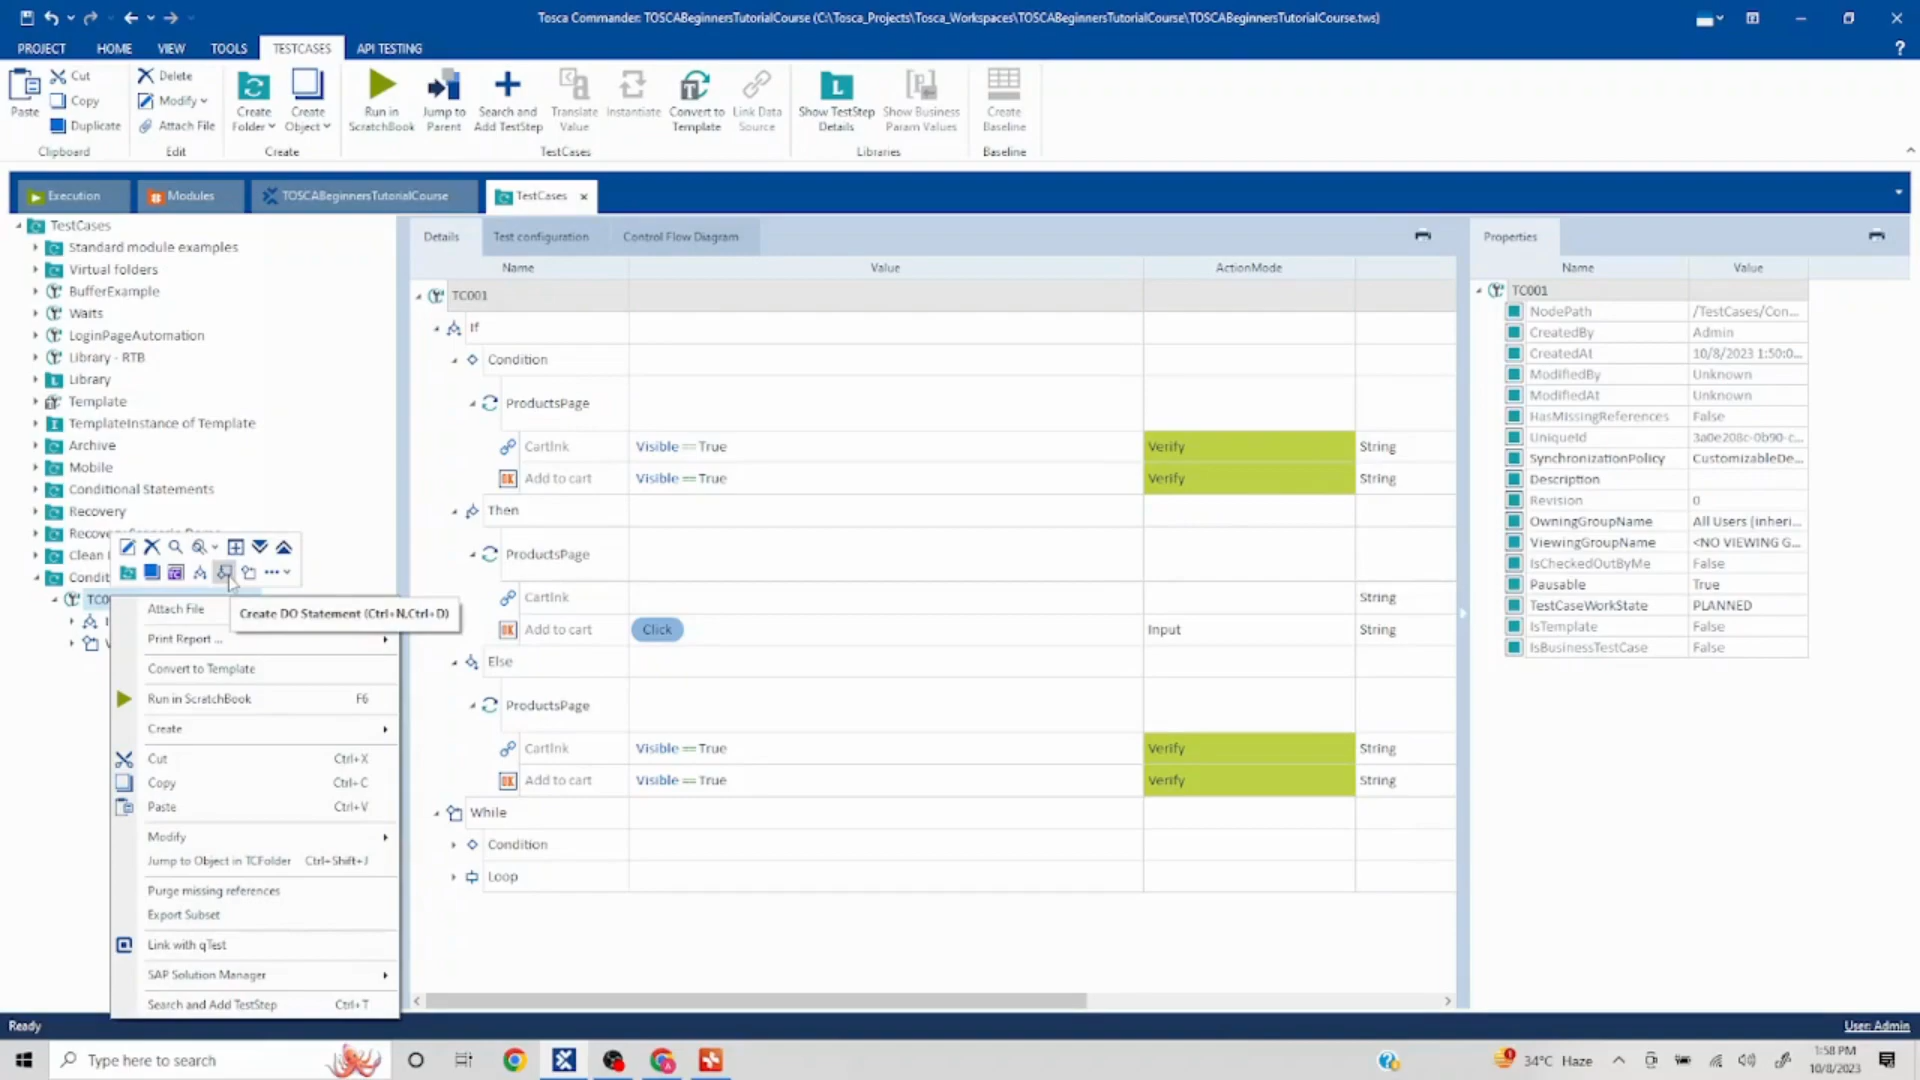 Tosca Commander: TOSCABeginnersTutorialCourse (C:\Tosca_Projects\Tosca_Workspaces\TOSCABeginnersTutorialCourse\TOSCABeginnersTutorialCourse.tws)
PROJECT HOME VIEW TOOLS TESTCASES API TESTING ?
Paste
Cut
Copy
Duplicate
Clipboard
Delete
Modify
Attach File
Edit
Create Folder
Create Object
Create
Run in ScratchBook
Jump to Parent
Search and Add TestStep
Translate Value
Instantiate
Convert to Template
Link Data Source
TestCases
Show TestStep Details
Show Business Param Values
Libraries
Create Baseline
Baseline
Execution Modules TOSCABeginnersTutorialCourse TestCases
TestCases
Standard module examples
Virtual folders
BufferExample
Waits
LoginPageAutomation
Library - RTB
Library
Template
TemplateInstance of Template
Archive
Mobile
Conditional Statements
Recovery
Clean
Condit
TC0
Create DO Statement (Ctrl+N,Ctrl+D)
Attach File
Print Report ...
Convert to Template
Run in ScratchBook F6
Create
Cut Ctrl+X
Copy Ctrl+C
Paste Ctrl+V
Modify
Jump to Object in TCFolder Ctrl+Shift+J
Purge missing references
Export Subset
Link with qTest
SAP Solution Manager
Search and Add TestStep Ctrl+T
Details Test configuration Control Flow Diagram
Name Value ActionMode
TC001
If
Condition
ProductsPage
CartInk Visible == True Verify String
Add to cart Visible == True Verify String
Then
ProductsPage
CartInk String
Add to cart Click Input String
Else
ProductsPage
CartInk Visible == True Verify String
Add to cart Visible == True Verify String
While
Condition
Loop
Properties
Name Value
TC001
NodePath /TestCases/Con...
CreatedBy Admin
CreatedAt 10/8/2023 1:50:0...
ModifiedBy Unknown
ModifiedAt Unknown
HasMissingReferences False
UniqueId 3a0e208c-0b90-c...
SynchronizationPolicy CustomizableDe...
Description
Revision 0
OwningGroupName All Users (inheri...
ViewingGroupName <NO VIEWING G...
IsCheckedOutByMe False
Pausable True
TestCaseWorkState PLANNED
IsTemplate False
IsBusinessTestCase False
Ready User: Admin
Type here to search
34°C Haze
1:58 PM
10/8/2023